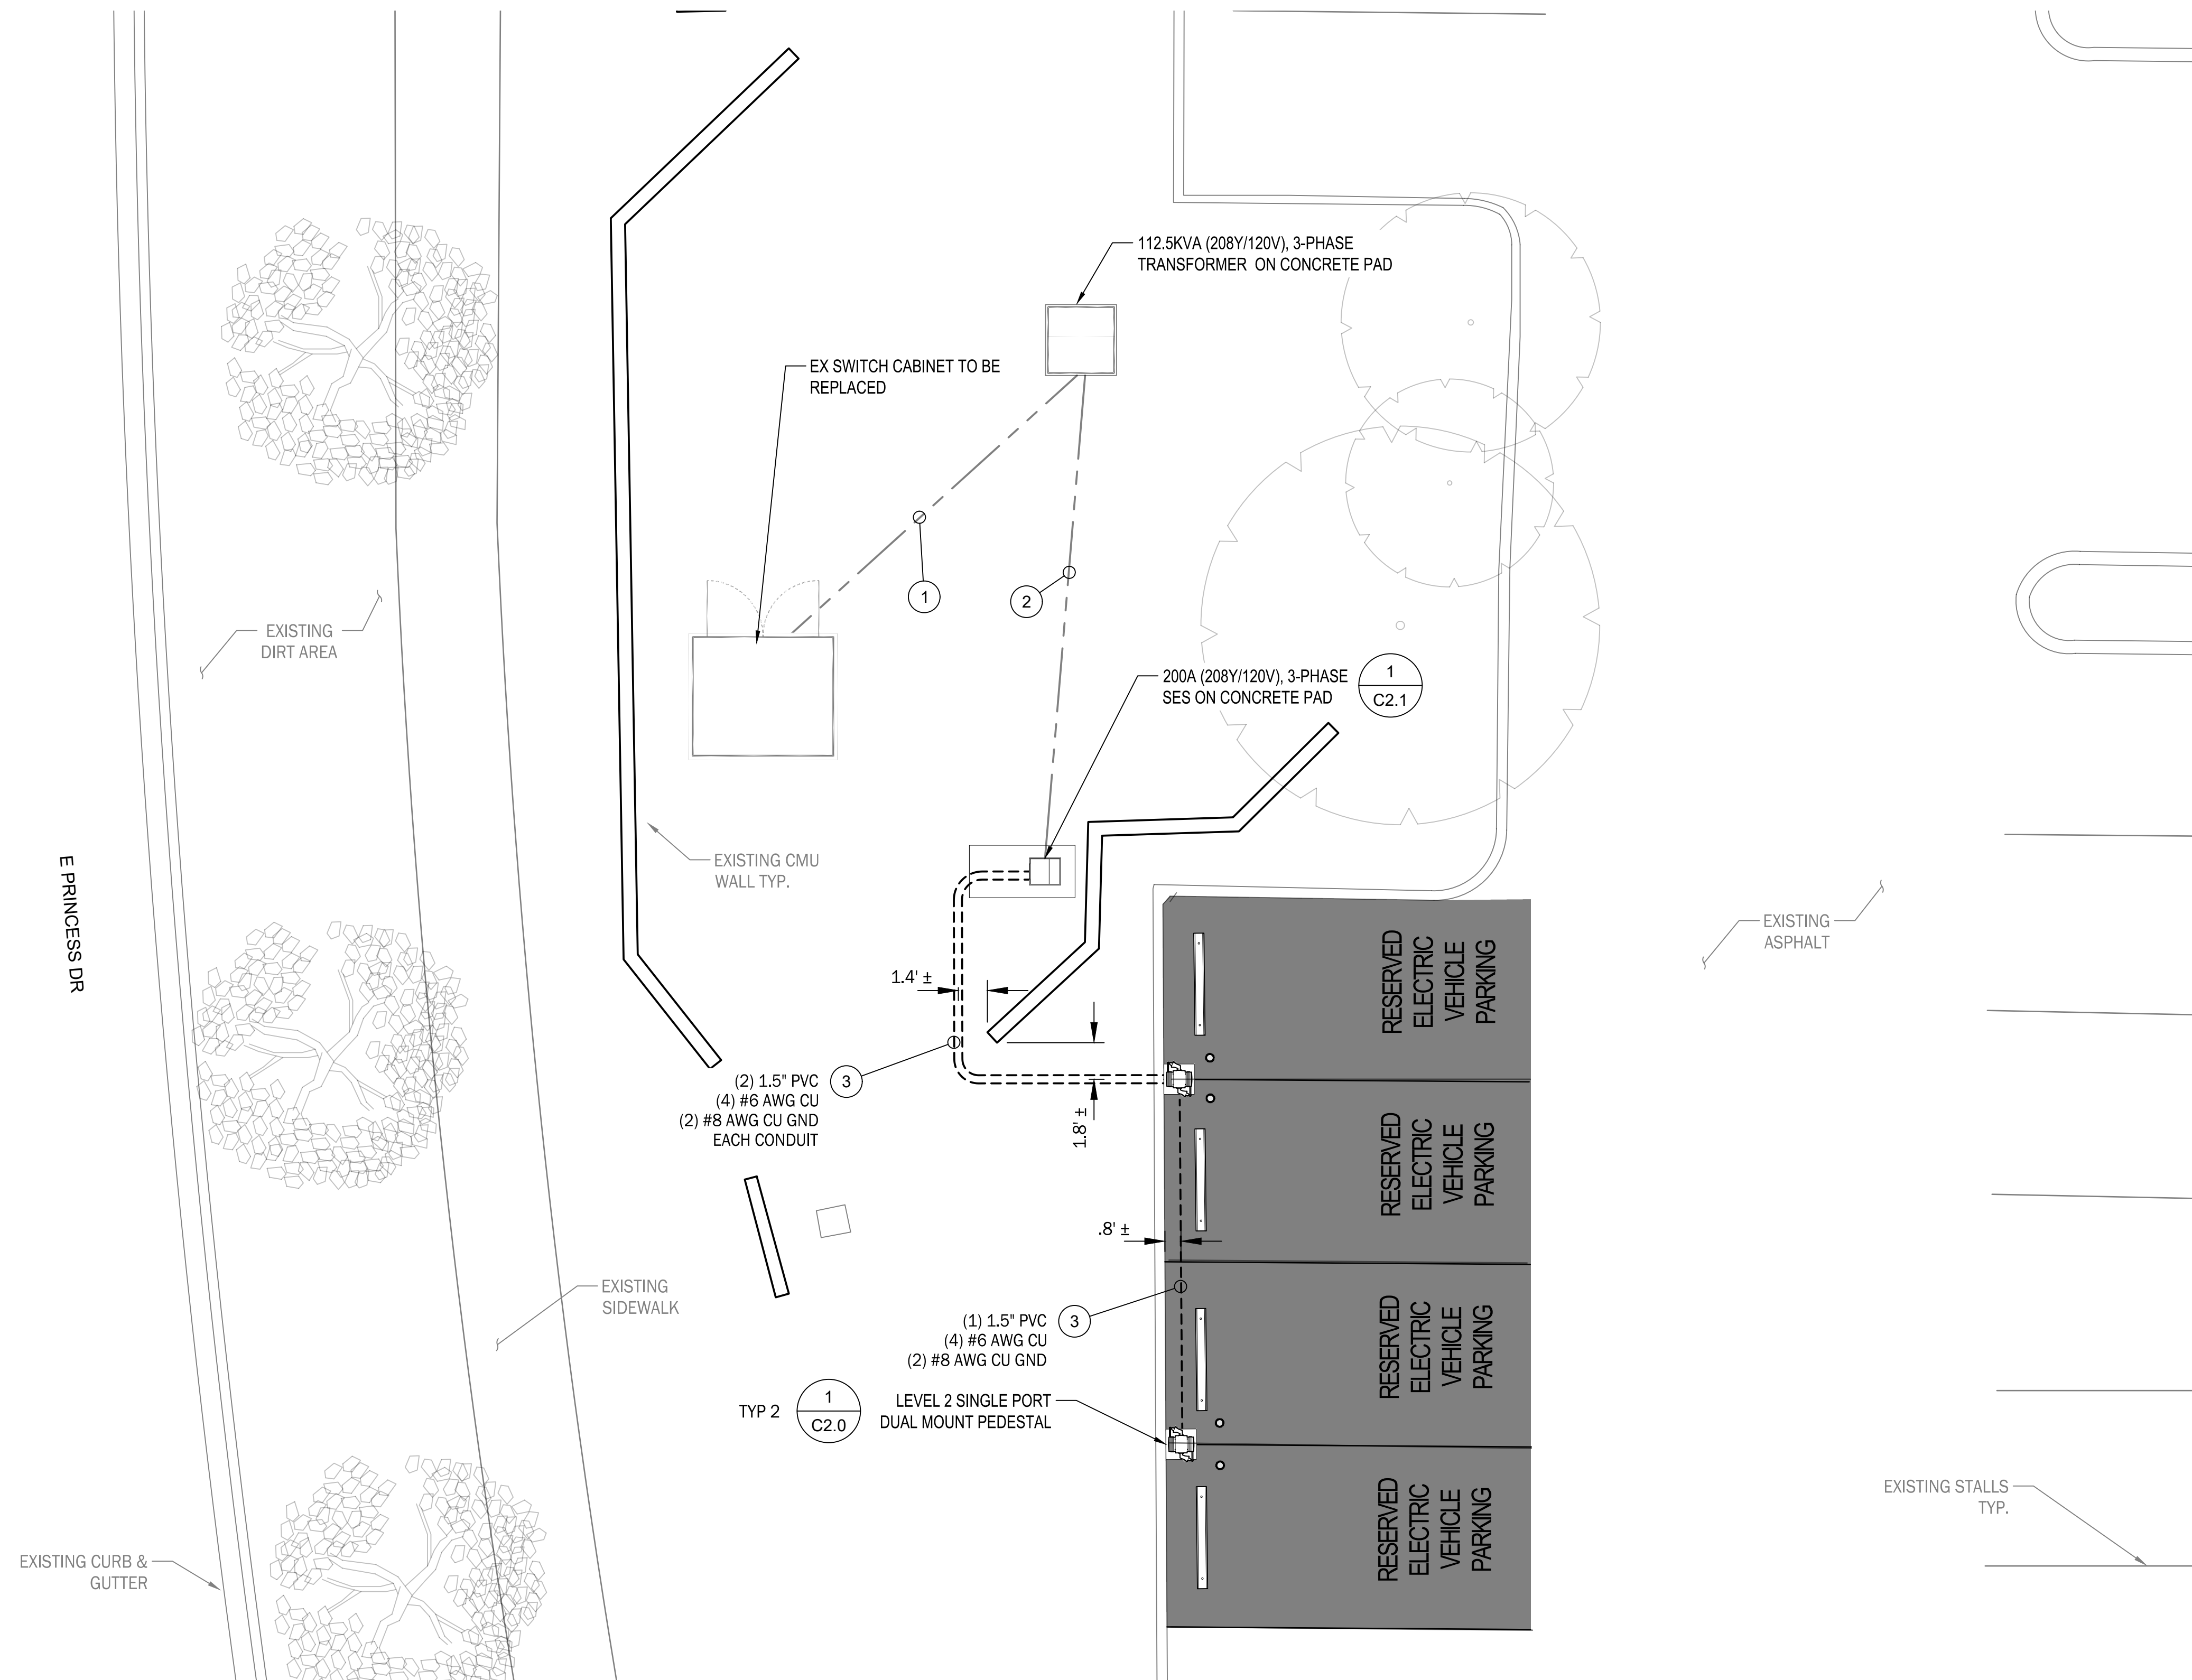 112.5KVA (208Y/120V), 3-PHASE
TRANSFORMER ON CONCRETE PAD
EX SWITCH CABINET TO BE
REPLACED
1
2
EXISTING
DIRT AREA
200A (208Y/120V), 3-PHASE
SES ON CONCRETE PAD
1
C2.1
EXISTING CMU
WALL TYP.
E PRINCESS DR
EXISTING
ASPHALT
1.4' ±
RESERVED
ELECTRIC
VEHICLE
PARKING
(2) 1.5" PVC
(4) #6 AWG CU
(2) #8 AWG CU GND
EACH CONDUIT
3
1.8' ±
RESERVED
ELECTRIC
VEHICLE
PARKING
.8' ±
EXISTING
SIDEWALK
(1) 1.5" PVC
(4) #6 AWG CU
(2) #8 AWG CU GND
3
RESERVED
ELECTRIC
VEHICLE
PARKING
TYP 2
1
C2.0
LEVEL 2 SINGLE PORT
DUAL MOUNT PEDESTAL
RESERVED
ELECTRIC
VEHICLE
PARKING
EXISTING STALLS
TYP.
EXISTING CURB &
GUTTER